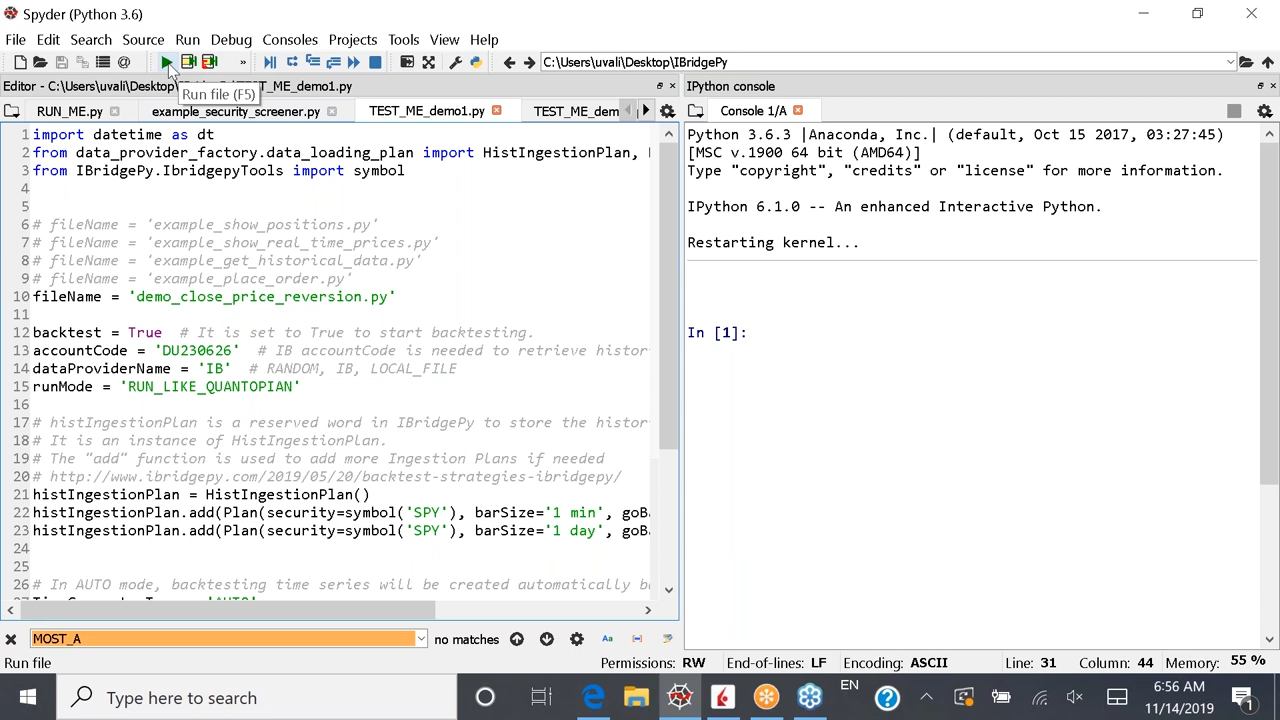 Spyder (Python 3.6)
File Edit Search Source Run Debug Consoles Projects Tools View Help
C:\Users\uvali\Desktop\IBridgePy
Editor - C:\Users\uvali\Desktop\IBridgePy\TEST_ME_demo1.py
Run file (F5)
IPython console
RUN_ME.py example_security_screener.py TEST_ME_demo1.py TEST_ME_dem
Console 1/A
1 import datetime as dt
2 from data_provider_factory.data_loading_plan import HistIngestionPlan,
3 from IBridgePy.IbridgepyTools import symbol
4
5
6 # fileName = 'example_show_positions.py'
7 # fileName = 'example_show_real_time_prices.py'
8 # fileName = 'example_get_historical_data.py'
9 # fileName = 'example_place_order.py'
10 fileName = 'demo_close_price_reversion.py'
11
12 backtest = True # It is set to True to start backtesting.
13 accountCode = 'DU230626' # IB accountCode is needed to retrieve histor
14 dataProviderName = 'IB' # RANDOM, IB, LOCAL_FILE
15 runMode = 'RUN_LIKE_QUANTOPIAN'
16
17 # histIngestionPlan is a reserved word in IBridgePy to store the histor
18 # It is an instance of HistIngestionPlan.
19 # The "add" function is used to add more Ingestion Plans if needed
20 # http://www.ibridgepy.com/2019/05/20/backtest-strategies-ibridgepy/
21 histIngestionPlan = HistIngestionPlan()
22 histIngestionPlan.add(Plan(security=symbol('SPY'), barSize='1 min', goBa
23 histIngestionPlan.add(Plan(security=symbol('SPY'), barSize='1 day', goBa
24
25
26 # In AUTO mode, backtesting time series will be created automatically ba
Python 3.6.3 |Anaconda, Inc.| (default, Oct 15 2017, 03:27:45)
[MSC v.1900 64 bit (AMD64)]
Type "copyright", "credits" or "license" for more information.
IPython 6.1.0 -- An enhanced Interactive Python.
Restarting kernel...
In [1]:
MOST_A
no matches
Aa
Run file
Permissions: RW End-of-lines: LF Encoding: ASCII Line: 31 Column: 44 Memory: 55 %
Type here to search
EN
6:56 AM
11/14/2019
1